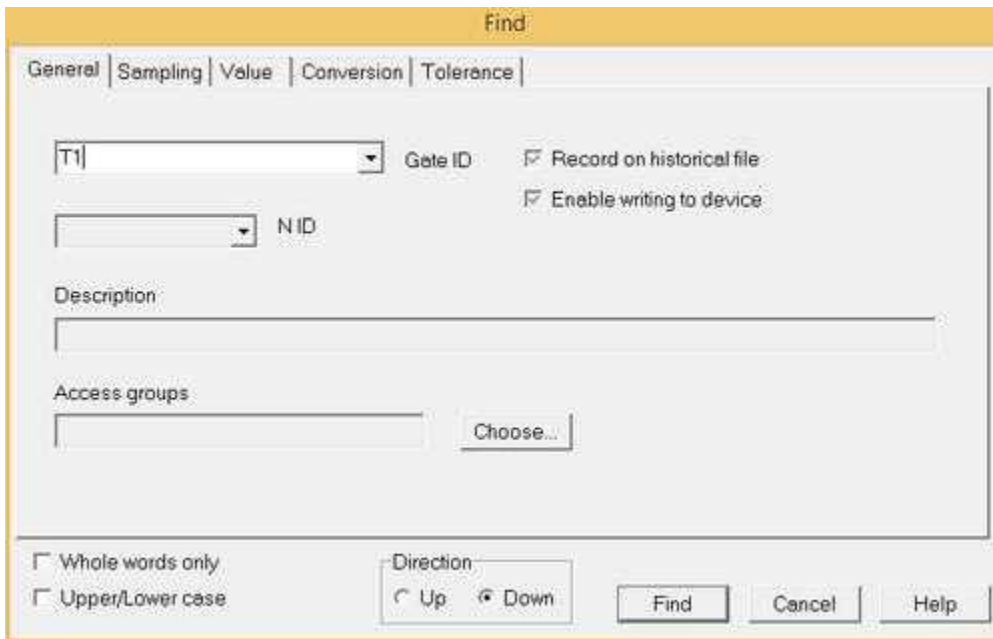 Find
General Sampling Value Conversion Tolerance
T1 Gate ID Record on historical file
Enable writing to device
N ID
Description
Access groups
Choose...
Whole words only Direction
Upper/Lower case Up Down Find Cancel Help